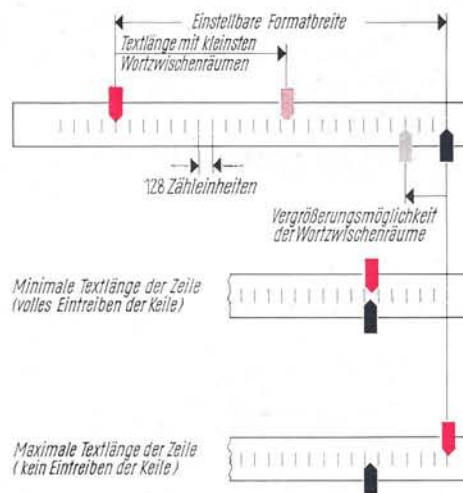 Einstellbare Formatbreite
Textlänge mit kleinsten
Wortzwischenräumen
128 Zähleinheiten
Vergrößerungsmöglichkeit
der Wortzwischenräume
Minimale Textlänge der Zeile
(volles Eintreiben der Keile)
Maximale Textlänge der Zeile
(kein Eintreiben der Keile)